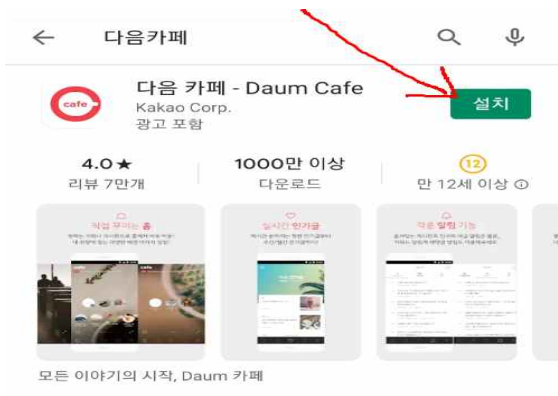 다음카페
다음 카페 - Daum Cafe
cafe
Kakao Corp.
광고 포함
설치
4.0★
1000만 이상
12
리뷰 7만개
다운로드
만 12세 이상
직접 꾸미는 홈
실시간 인기글
각종 알림 기능
모든 이야기의 시작, Daum 카페